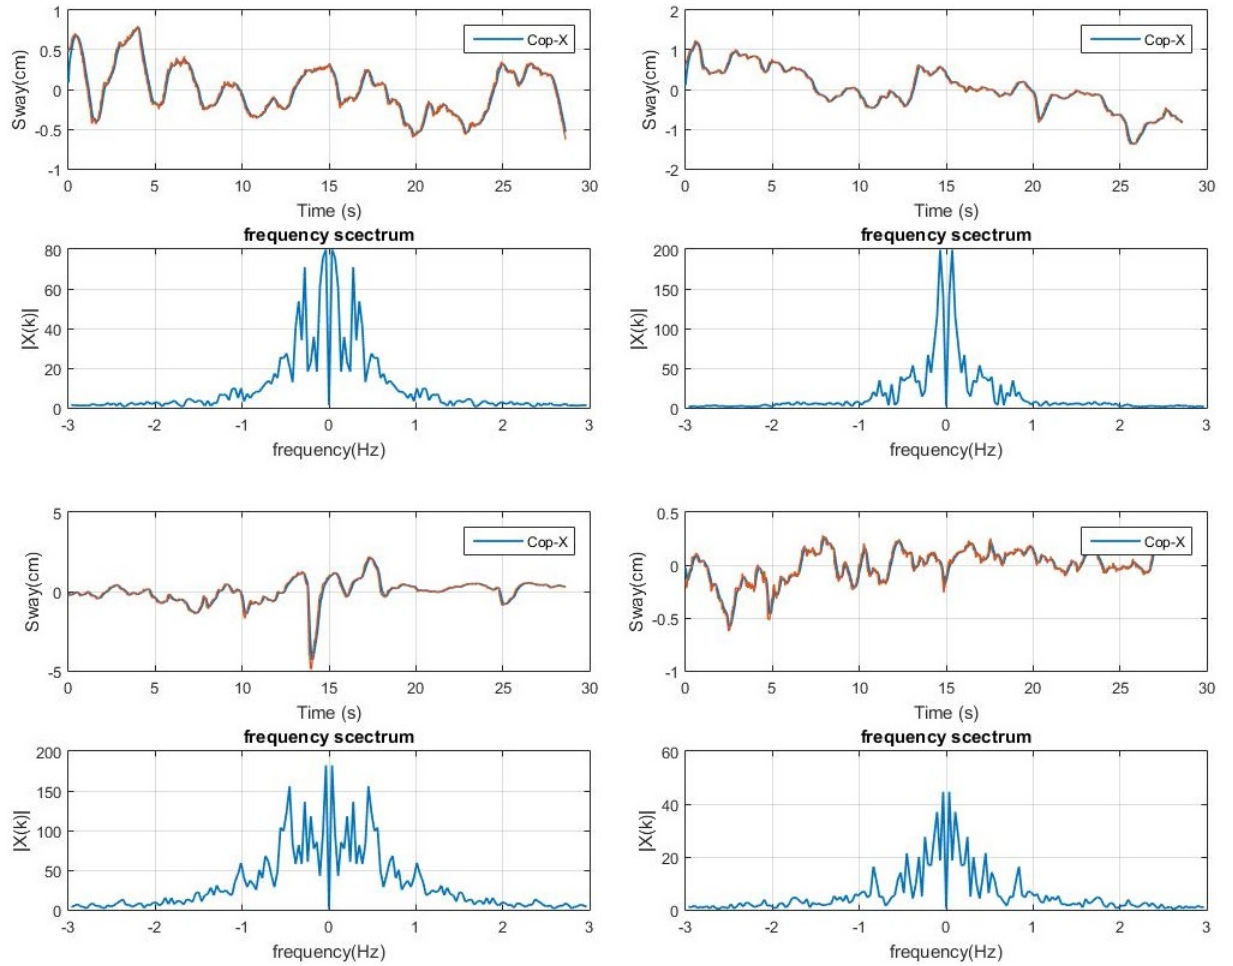 1
0.5
0
-0.5
-1
Sway(cm)
Cop-X
0 5 10 15 20 25 30
Time (s)
2
1
0
-1
-2
Sway(cm)
Cop-X
0 5 10 15 20 25 30
Time (s)
frequency scectrum
80
60
40
20
0
|X(k)|
-3 -2 -1 0 1 2 3
frequency(Hz)
frequency scectrum
200
150
100
50
0
|X(k)|
-3 -2 -1 0 1 2 3
frequency(Hz)
5
0
-5
Sway(cm)
Cop-X
0 5 10 15 20 25 30
Time (s)
0.5
0
-0.5
-1
Sway(cm)
Cop-X
0 5 10 15 20 25 30
Time (s)
frequency scectrum
200
150
100
50
0
|X(k)|
-3 -2 -1 0 1 2 3
frequency(Hz)
frequency scectrum
60
40
20
0
|X(k)|
-3 -2 -1 0 1 2 3
frequency(Hz)